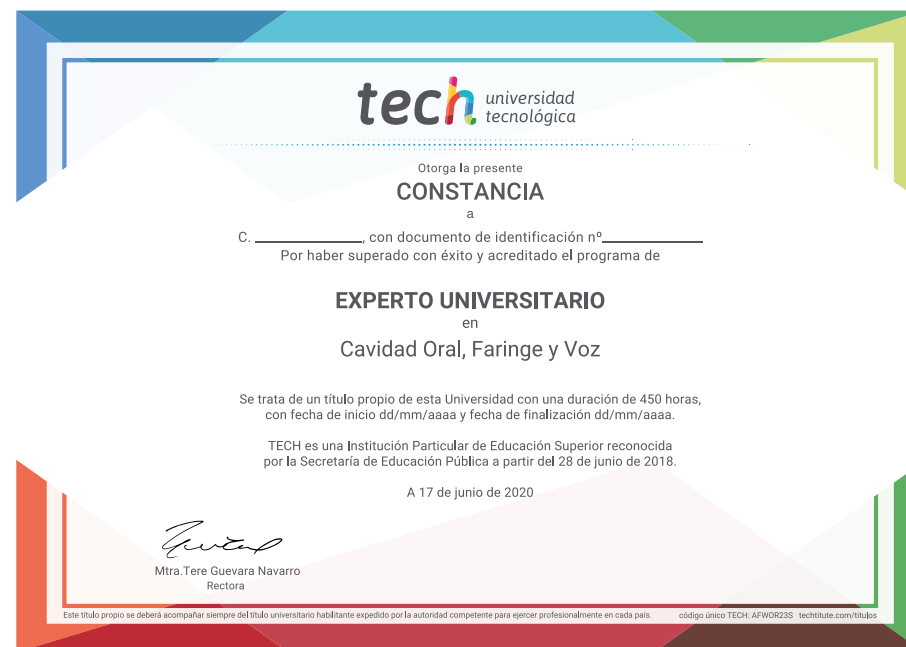 tech universidad
tecnológica
Otorga la presente
CONSTANCIA
a
C. ____________, con documento de identificación nº____________
Por haber superado con éxito y acreditado el programa de
EXPERTO UNIVERSITARIO
en
Cavidad Oral, Faringe y Voz
Se trata de un título propio de esta Universidad con una duración de 450 horas,
con fecha de inicio dd/mm/aaaa y fecha de finalización dd/mm/aaaa.
TECH es una Institución Particular de Educación Superior reconocida
por la Secretaría de Educación Pública a partir del 28 de junio de 2018.
A 17 de junio de 2020
Mtra.Tere Guevara Navarro
Rectora
Este título propio se deberá acompañar siempre del título universitario habilitante expedido por la autoridad competente para ejercer profesionalmente en cada país. código único TECH: AFWOR23S techtitute.com/titulos